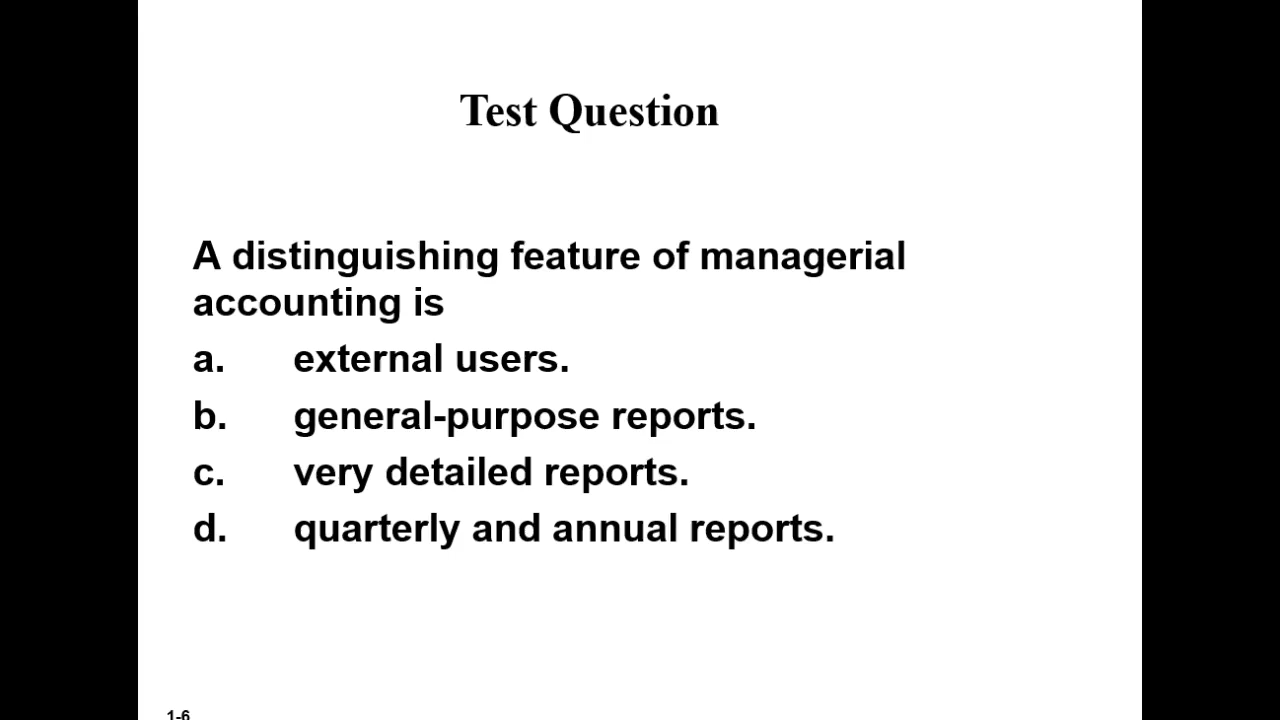 Test Question
A distinguishing feature of managerial
accounting is
a. external users.
b. general-purpose reports.
c. very detailed reports.
d. quarterly and annual reports.
1-6